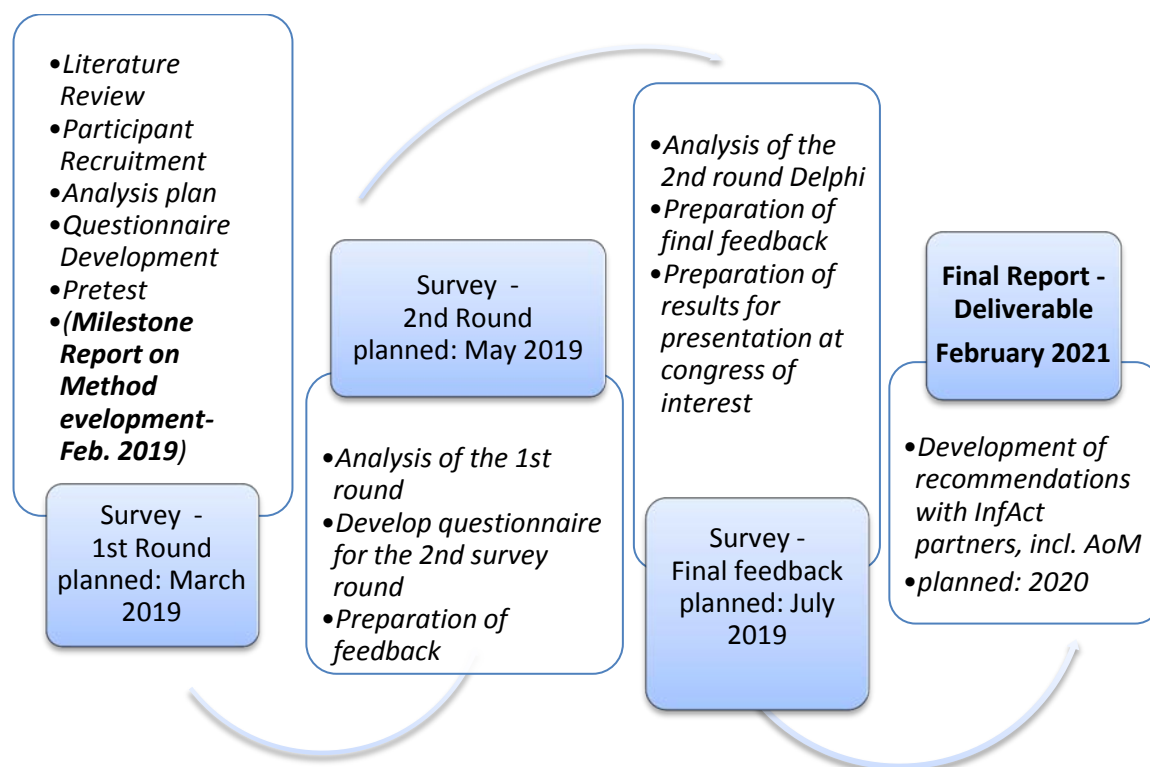 •Literature
Review
•Participant
Recruitment
•Analysis plan
•Questionnaire
Development
•Pretest
•(Milestone
Report on
Method
evelopment-
Feb. 2019)
Survey -
1st Round
planned: March
2019
Survey -
2nd Round
planned: May 2019
•Analysis of the 1st
round
•Develop questionnaire
for the 2nd survey
round
•Preparation of
feedback
•Analysis of the
2nd round Delphi
•Preparation of
final feedback
•Preparation of
results for
presentation at
congress of
interest
Survey -
Final feedback
planned: July
2019
Final Report -
Deliverable
February 2021
•Development of
recommendations
with InfAct
partners, incl. AoM
•planned: 2020